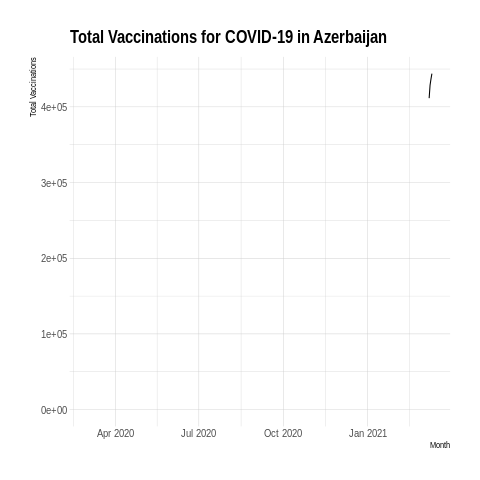 Total Vaccinations for COVID-19 in Azerbaijan
Total Vaccinations
4e+05
3e+05
2e+05
1e+05
0e+00
Apr 2020 Jul 2020 Oct 2020 Jan 2021
Month